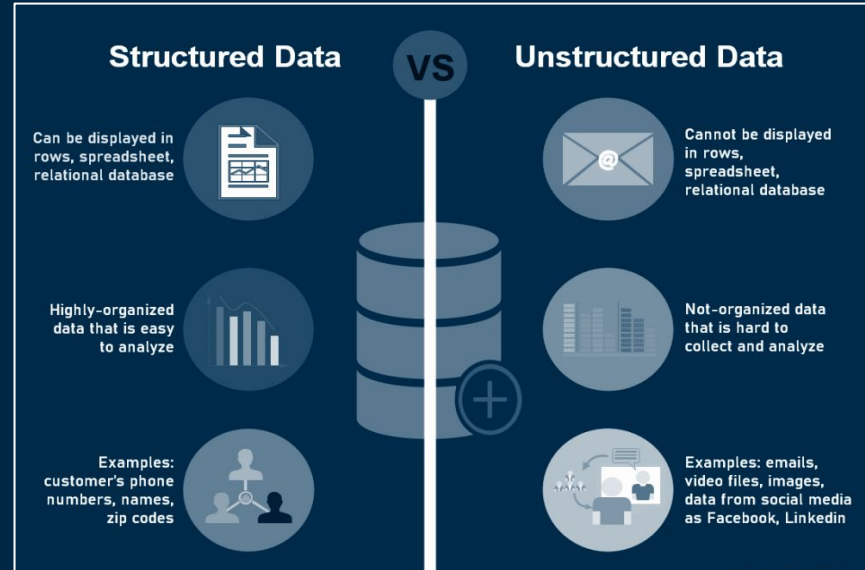 Structured Data
VS
Unstructured Data
Can be displayed in
rows, spreadsheet,
relational database
@
Cannot be displayed
in rows,
spreadsheet,
relational database
Highly-organized
data that is easy
to analyze
Not-organized data
that is hard to
collect and analyze
Examples:
customer's phone
numbers, names,
zip codes
Examples: emails,
video files, images,
data from social media
as Facebook, Linkedin